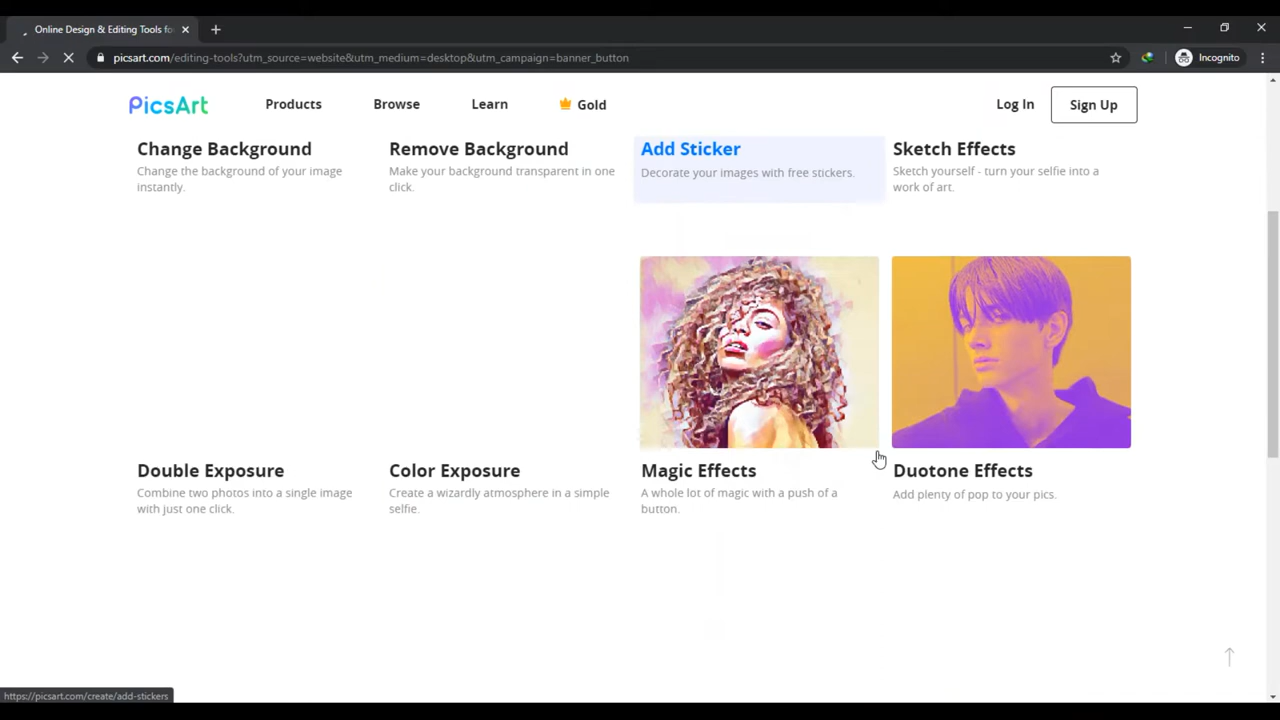 Online Design & Editing Tools fo
picsart.com/editing-tools?utm_source=website&utm_medium=desktop&utm_campaign=banner_button
Incognito
PicsArt
Products
Browse
Learn
Gold
Log In
Sign Up
Change Background
Change the background of your image
instantly.
Remove Background
Make your background transparent in one
click.
Add Sticker
Decorate your images with free stickers.
Sketch Effects
Sketch yourself - turn your selfie into a
work of art.
Double Exposure
Combine two photos into a single image
with just one click.
Color Exposure
Create a wizardly atmosphere in a simple
selfie.
Magic Effects
A whole lot of magic with a push of a
button.
Duotone Effects
Add plenty of pop to your pics.
https://picsart.com/create/add-stickers